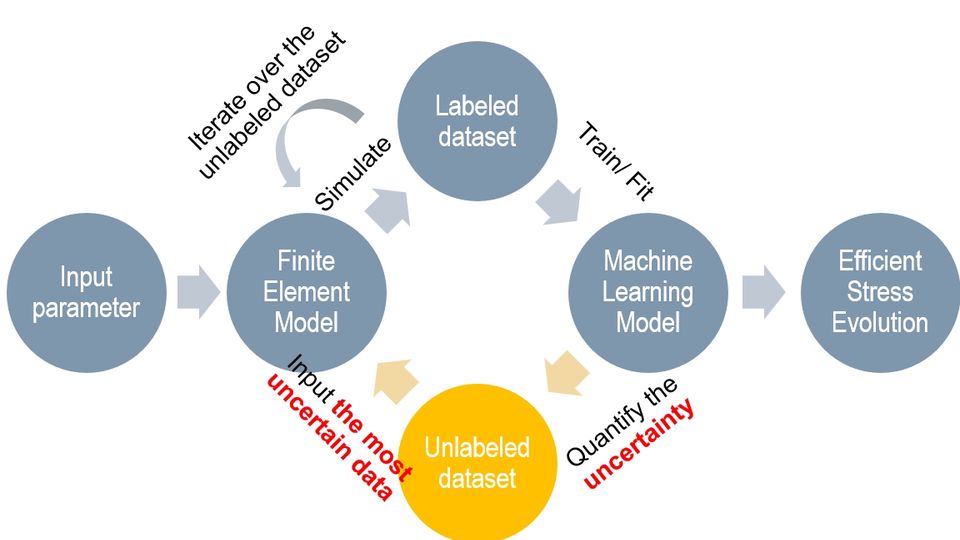 Iterate over the
unlabeled dataset
Labeled
dataset
Simulate
Train/ Fit
Input
parameter
Finite
Element
Model
Machine
Learning
Model
Efficient
Stress
Evolution
Input the most
uncertain data
Unlabeled
dataset
Quantify the
uncertainty